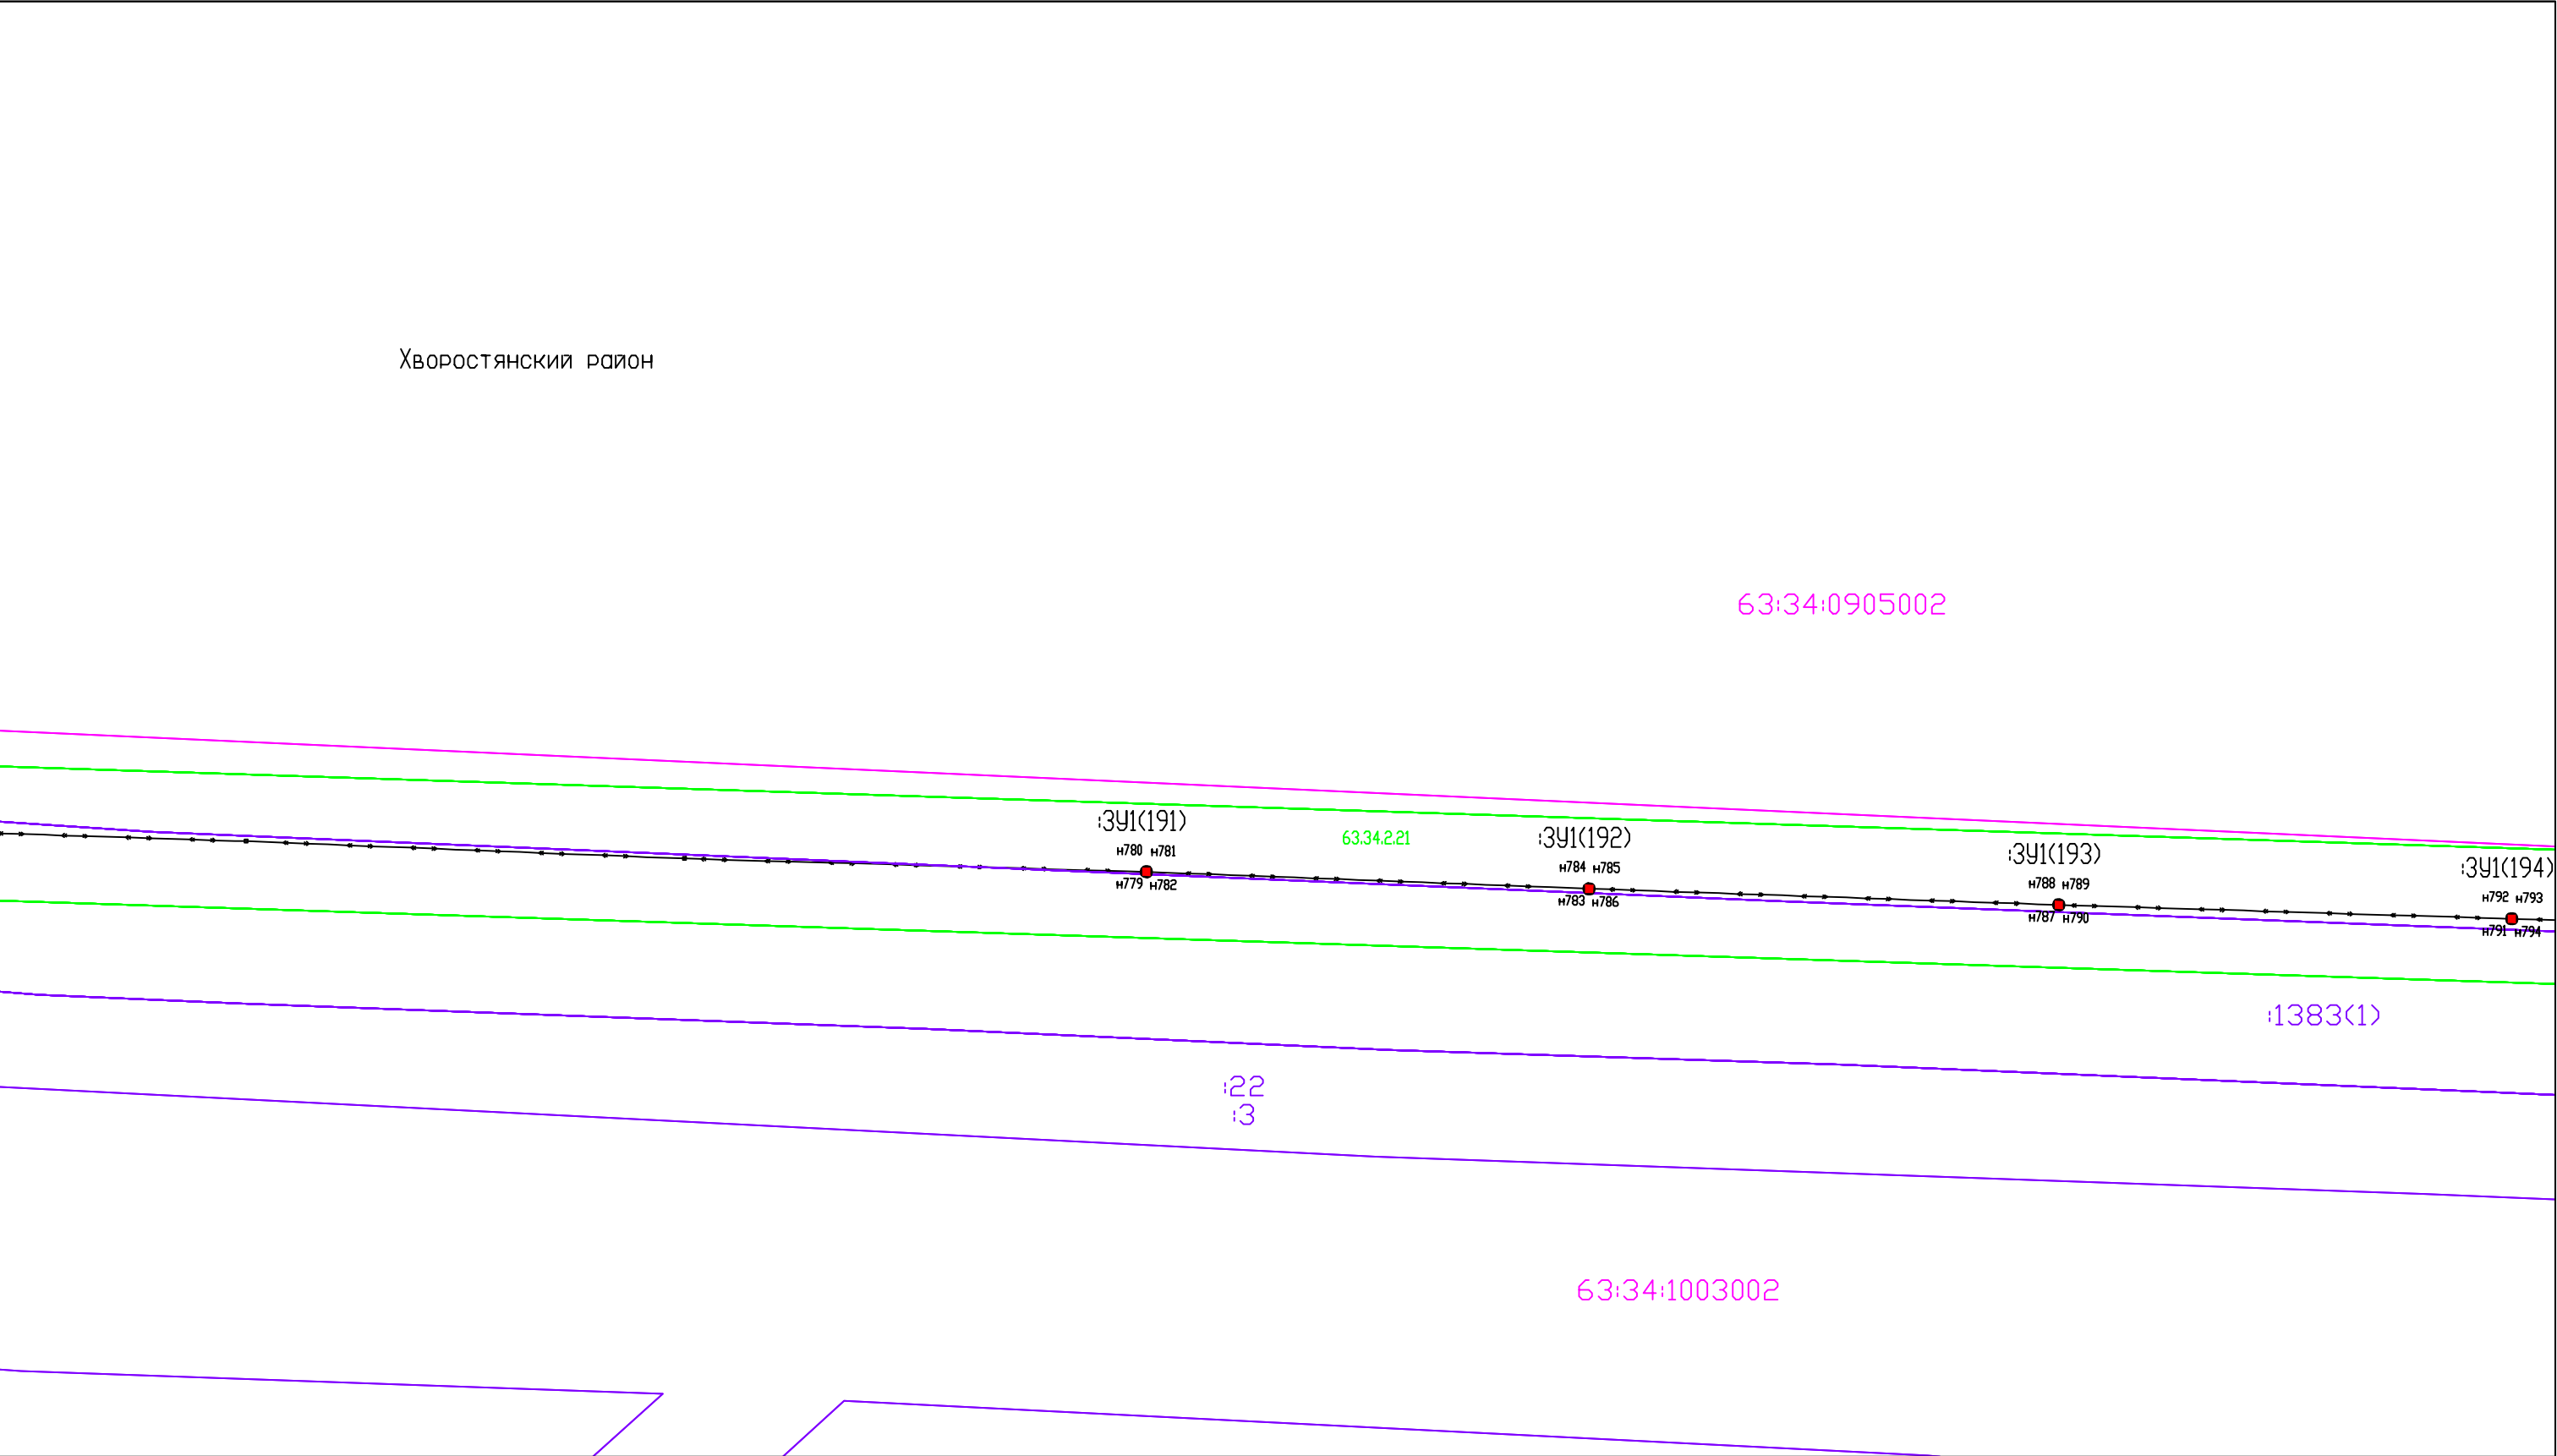 Хворостянский район
63:34:0905002
:ЗУ1(191)
н780 н781
н779 н782
63.34.2.21
:ЗУ1(192)
н784 н785
н783 н786
:ЗУ1(193)
н788 н789
н787 н790
:ЗУ1(194)
н792 н793
н791 н794
:1383(1)
:22
:3
63:34:1003002